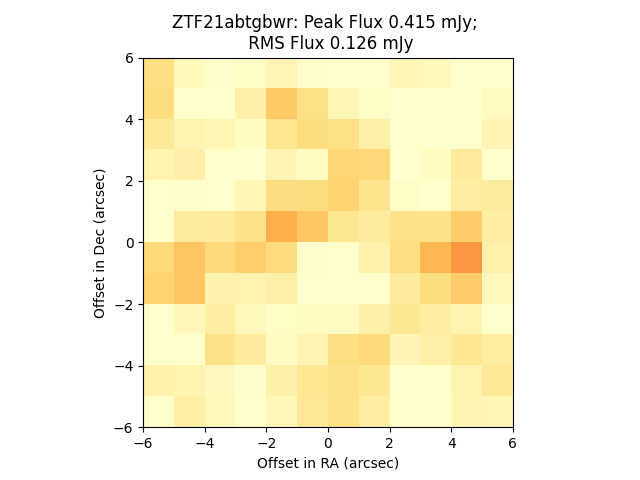 ZTF21abtgbwr: Peak Flux 0.415 mJy;
RMS Flux 0.126 mJy
6
4
2
0
−2
−4
−6
Offset in Dec (arcsec)
−6 −4 −2 0 2 4 6
Offset in RA (arcsec)